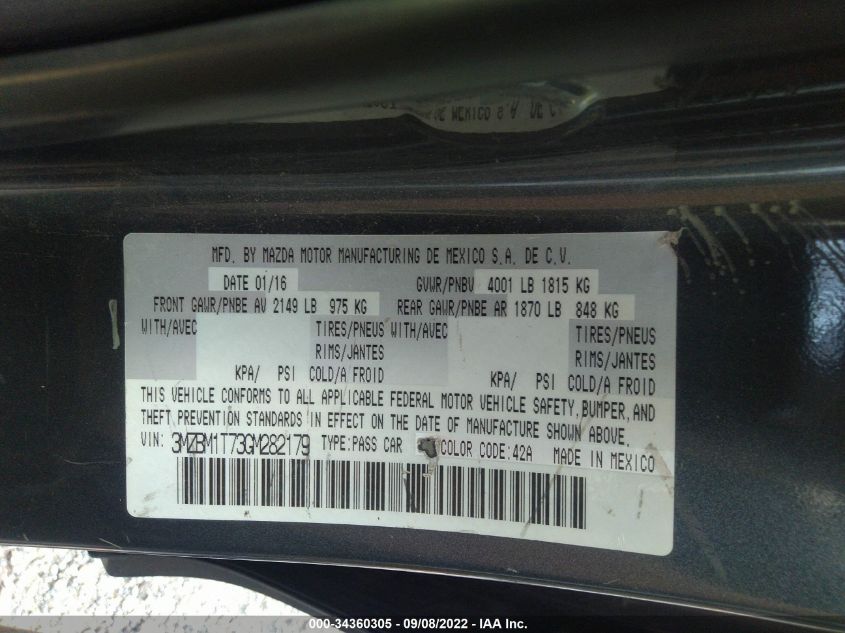 DE MEXICO S.A. DE C.V.
MFD. BY MAZDA MOTOR MANUFACTURING DE MEXICO S.A. DE C.V.
DATE 01/16 GVWR/PNBV 4001 LB 1815 KG
FRONT GAWR/PNBE AV 2149 LB 975 KG REAR GAWR/PNBE AR 1870 LB 848 KG
WITH/AVEC TIRES/PNEUS WITH/AVEC TIRES/PNEUS
RIMS/JANTES RIMS/JANTES
KPA/ PSI COLD/A FROID KPA/ PSI COLD/A FROID
THIS VEHICLE CONFORMS TO ALL APPLICABLE FEDERAL MOTOR VEHICLE SAFETY, BUMPER, AND
THEFT PREVENTION STANDARDS IN EFFECT ON THE DATE OF MANUFACTURE SHOWN ABOVE.
VIN: 3MZBM1T73GM282179 TYPE:PASS CAR COLOR CODE:42A MADE IN MEXICO
000-34360305 - 09/08/2022 - IAA Inc.